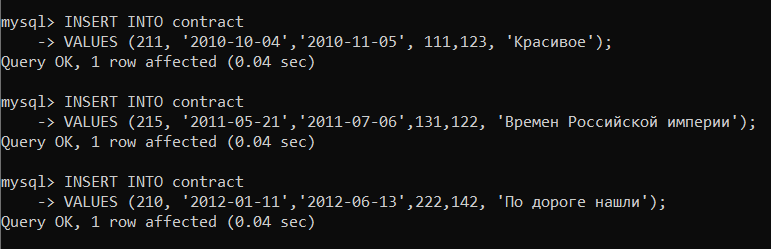 mysql> INSERT INTO contract
    -> VALUES (211, '2010-10-04','2010-11-05', 111,123, 'Красивое');
Query OK, 1 row affected (0.04 sec)

mysql> INSERT INTO contract
    -> VALUES (215, '2011-05-21','2011-07-06',131,122, 'Времен Российской империи');
Query OK, 1 row affected (0.04 sec)

mysql> INSERT INTO contract
    -> VALUES (210, '2012-01-11','2012-06-13',222,142, 'По дороге нашли');
Query OK, 1 row affected (0.04 sec)